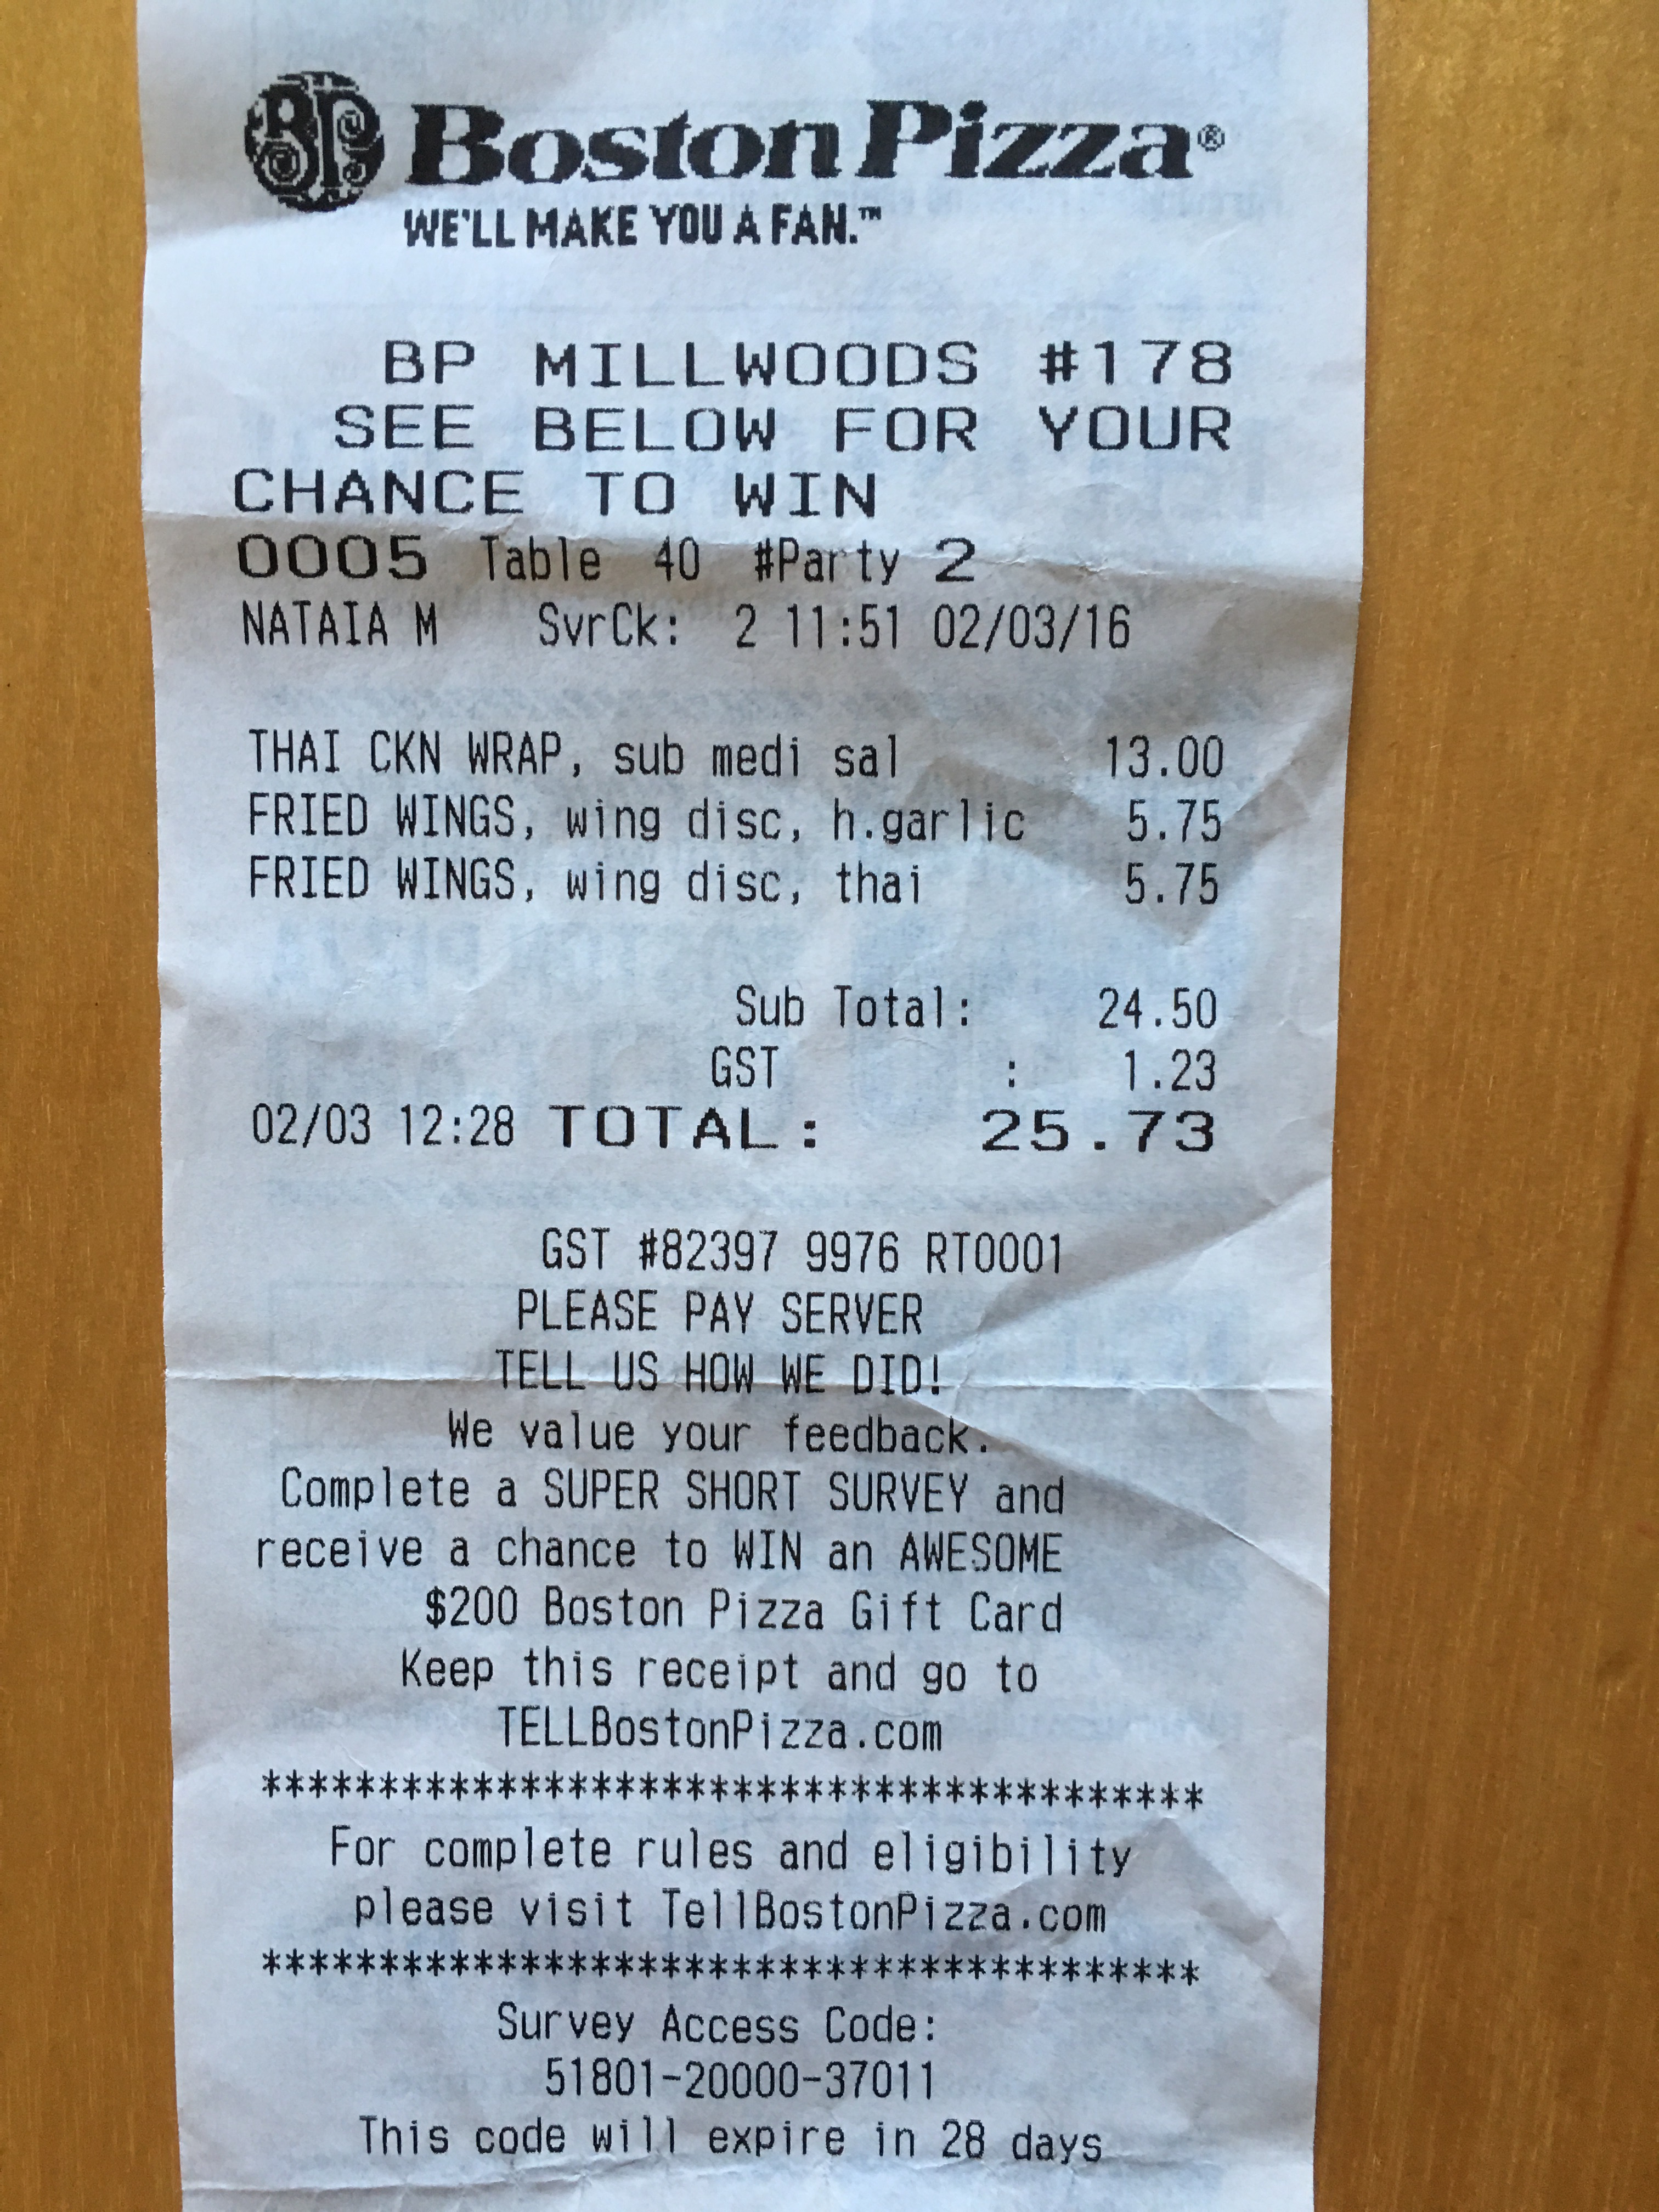 BP Boston Pizza®
WE'LL MAKE YOU A FAN.™
BP MILLWOODS #178
SEE BELOW FOR YOUR
CHANCE TO WIN
0005 Table 40 #Party 2
NATAIA M SvrCk: 2 11:51 02/03/16
THAI CKN WRAP, sub medi sal 13.00
FRIED WINGS, wing disc, h.garlic 5.75
FRIED WINGS, wing disc, thai 5.75
Sub Total: 24.50
GST : 1.23
02/03 12:28 TOTAL: 25.73
GST #82397 9976 RT0001
PLEASE PAY SERVER
TELL US HOW WE DID!
We value your feedback.
Complete a SUPER SHORT SURVEY and
receive a chance to WIN an AWESOME
$200 Boston Pizza Gift Card
Keep this receipt and go to
TELLBostonPizza.com
****************************************
For complete rules and eligibility
please visit TellBostonPizza.com
****************************************
Survey Access Code:
51801-20000-37011
This code will expire in 28 days